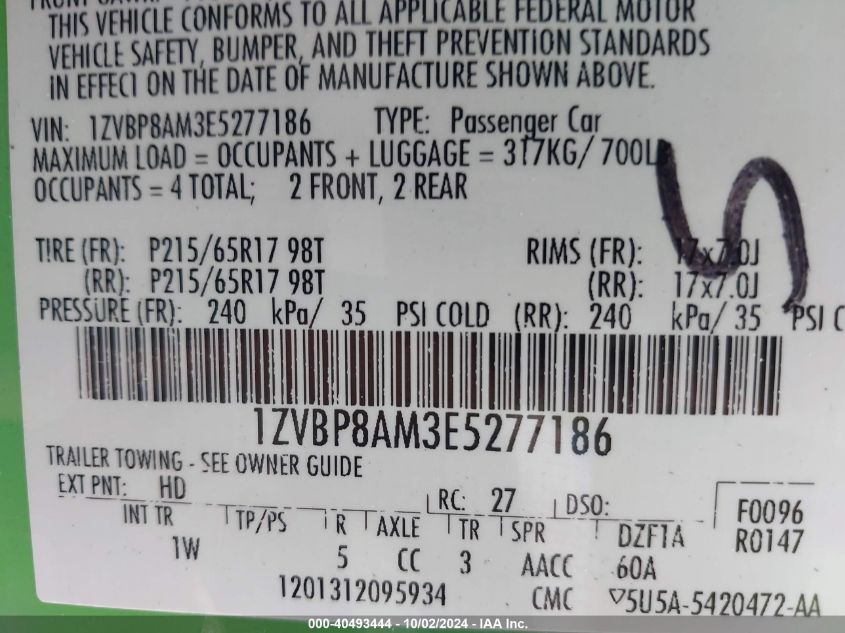 THIS VEHICLE CONFORMS TO ALL APPLICABLE FEDERAL MOTOR
VEHICLE SAFETY, BUMPER, AND THEFT PREVENTION STANDARDS
IN EFFECT ON THE DATE OF MANUFACTURE SHOWN ABOVE.
VIN: 1ZVBP8AM3E5277186 TYPE: Passenger Car
MAXIMUM LOAD = OCCUPANTS + LUGGAGE = 317KG/ 700LB
OCCUPANTS = 4 TOTAL; 2 FRONT, 2 REAR
TIRE (FR): P215/65R17 98T RIMS (FR): 17x7.0J
(RR): P215/65R17 98T (RR): 17x7.0J
PRESSURE (FR): 240 kPa/ 35 PSI COLD (RR): 240 kPa/ 35 PSI C
1ZVBP8AM3E5277186
TRAILER TOWING - SEE OWNER GUIDE
EXT PNT: HD RC: 27 DSO: F0096
INT TR TP/PS R AXLE TR SPR DZF1A R0147
1W 5 CC 3 AACC 60A
1201312095934 CMC ▽5U5A-5420472-AA
000-40493444 - 10/02/2024 - IAA Inc.